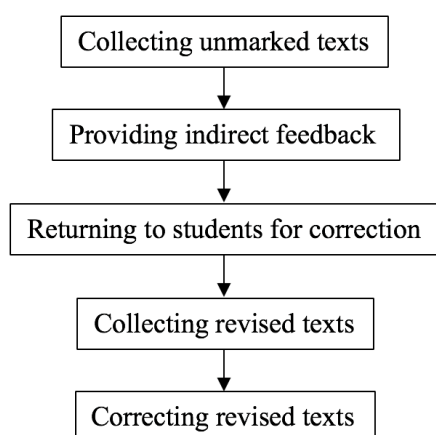 Collecting unmarked texts
Providing indirect feedback
Returning to students for correction
Collecting revised texts
Correcting revised texts